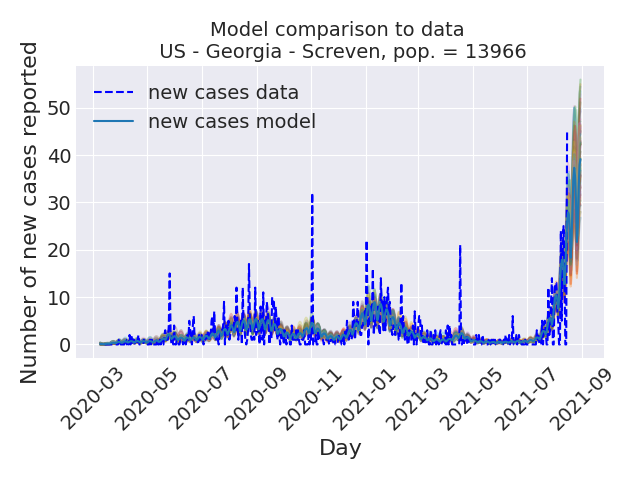 Model comparison to data
US - Georgia - Screven, pop. = 13966
new cases data
new cases model
Number of new cases reported
50
40
30
20
10
0
2020-03
2020-05
2020-07
2020-09
2020-11
2021-01
2021-03
2021-05
2021-07
2021-09
Day